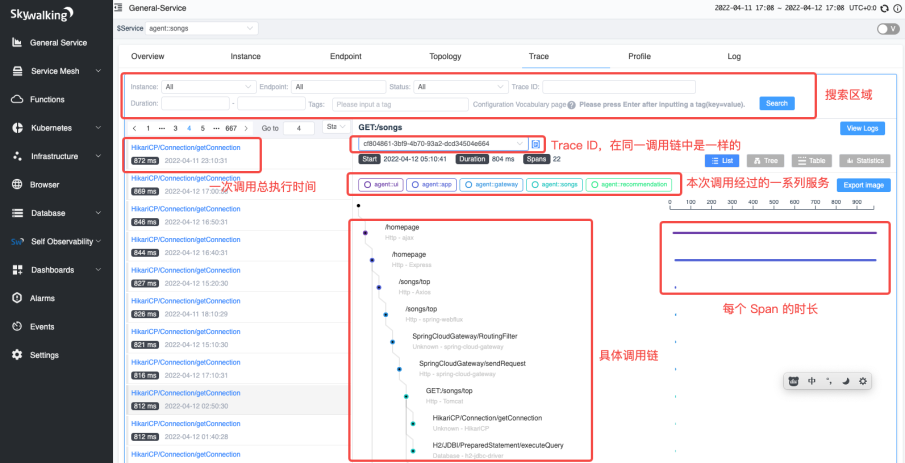 Skywalking
General Service
Service Mesh
Functions
Kubernetes
Infrastructure
Browser
Database
Self Observability
Dashboards
Alarms
Events
Settings
General-Service
2022-04-11 17:08 ~ 2022-04-12 17:08 UTC+0:0
$Service agent::songs
V
Overview Instance Endpoint Topology Trace Profile Log
Instance: All Endpoint: All Status: All Trace ID:
Duration: - Tags: Please input a tag Configuration Vocabulary page Please press Enter after inputting a tag(key=value). Search
搜索区域
< 1 ··· 3 4 5 ··· 667 > Go to 4
HikariCP/Connection/getConnection
872 ms 2022-04-11 23:10:31
HikariCP/Connection/getConnection
869 ms 2022-04-12 17:00:
HikariCP/Connection/getConnection
846 ms 2022-04-12 16:50:31
HikariCP/Connection/getConnection
844 ms 2022-04-12 16:40:31
HikariCP/Connection/getConnection
827 ms 2022-04-12 15:20:30
HikariCP/Connection/getConnection
826 ms 2022-04-11 18:10:29
HikariCP/Connection/getConnection
821 ms 2022-04-12 15:10:30
HikariCP/Connection/getConnection
816 ms 2022-04-12 17:10:31
HikariCP/Connection/getConnection
812 ms 2022-04-12 02:50:30
HikariCP/Connection/getConnection
812 ms 2022-04-12 01:40:28
HikariCP/Connection/getConnection
一次调用总执行时间
GET:/songs
View Logs
cf804861-3bf9-4b70-93a2-dcd34504e664
Trace ID，在同一调用链中是一样的
Start 2022-04-12 05:10:41 Duration 804 ms Spans 22
List Tree Table Statistics
agent::ui agent::app agent::gateway agent::songs agent::recommendation
本次调用经过的一系列服务
Export image
0 100 200 300 400 500 600 700 800 900
/homepage
Http - ajax
/homepage
Http - Express
/songs/top
Http - Axios
/songs/top
Http - spring-webflux
SpringCloudGateway/RoutingFilter
Unknown - spring-cloud-gateway
SpringCloudGateway/sendRequest
Http - spring-cloud-gateway
GET:/songs/top
Http - Tomcat
HikariCP/Connection/getConnection
Unknown - HikariCP
H2/JDBI/PreparedStatement/executeQuery
Database - h2-jdbc-driver
每个 Span 的时长
具体调用链
中